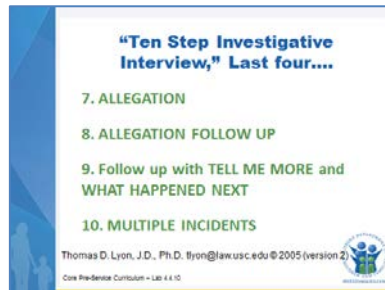 “Ten Step Investigative
Interview,” Last four....
7. ALLEGATION
8. ALLEGATION FOLLOW UP
9. Follow up with TELL ME MORE and
WHAT HAPPENED NEXT
10. MULTIPLE INCIDENTS
Thomas D. Lyon, J.D., Ph.D. tlyon@law.usc.edu © 2005 (version 2)
Core Pre-Service Curriculum – Lab 4.4.10